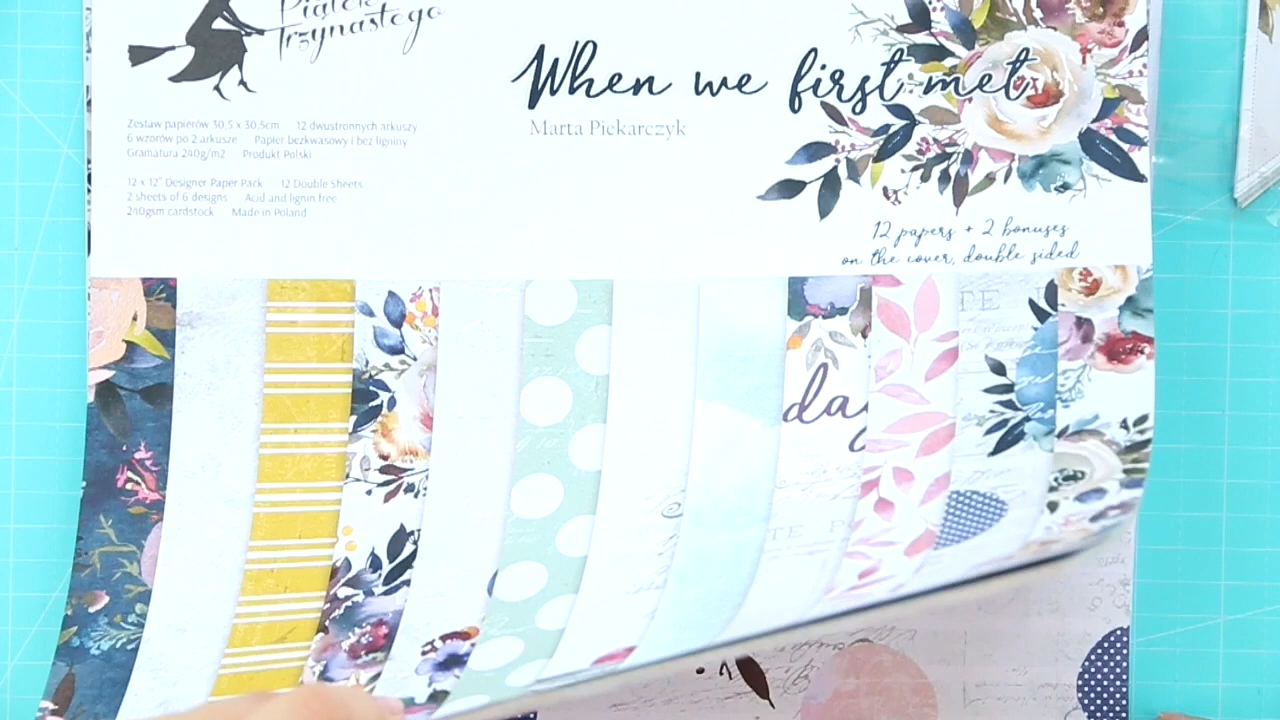 Piątek
Trzynastego
When we first met
Marta Piekarczyk
Zestaw papierów 30,5 x 30,5cm 12 dwustronnych arkuszy
6 wzorów po 2 arkusze Papier bezkwasowy i bez ligniny
Gramatura 240g/m2 Produkt Polski
12 x 12" Designer Paper Pack 12 Double Sheets
2 sheets of 6 designs Acid and lignin free
240gsm cardstock Made in Poland
12 papers + 2 bonuses
on the cover, double sided
day